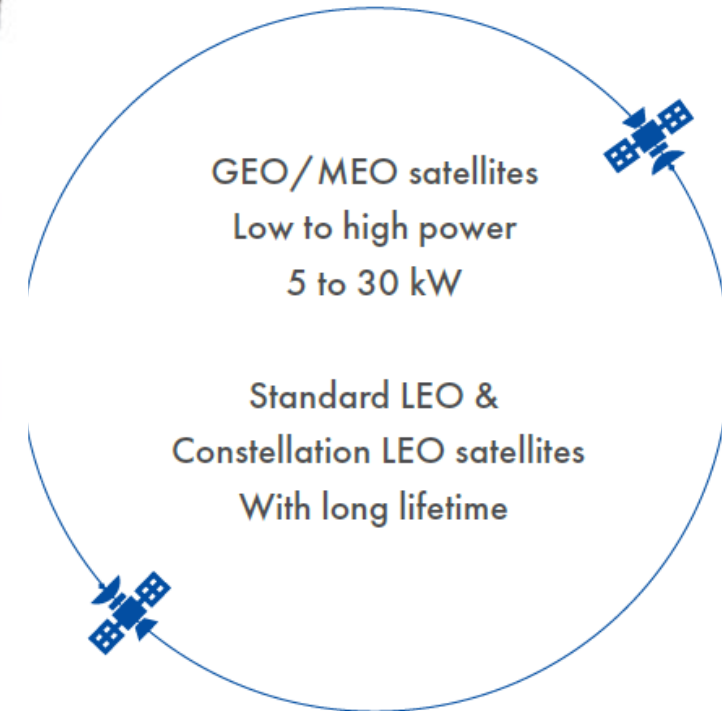 GEO/MEO satellites
Low to high power
5 to 30 kW
Standard LEO &
Constellation LEO satellites
With long lifetime